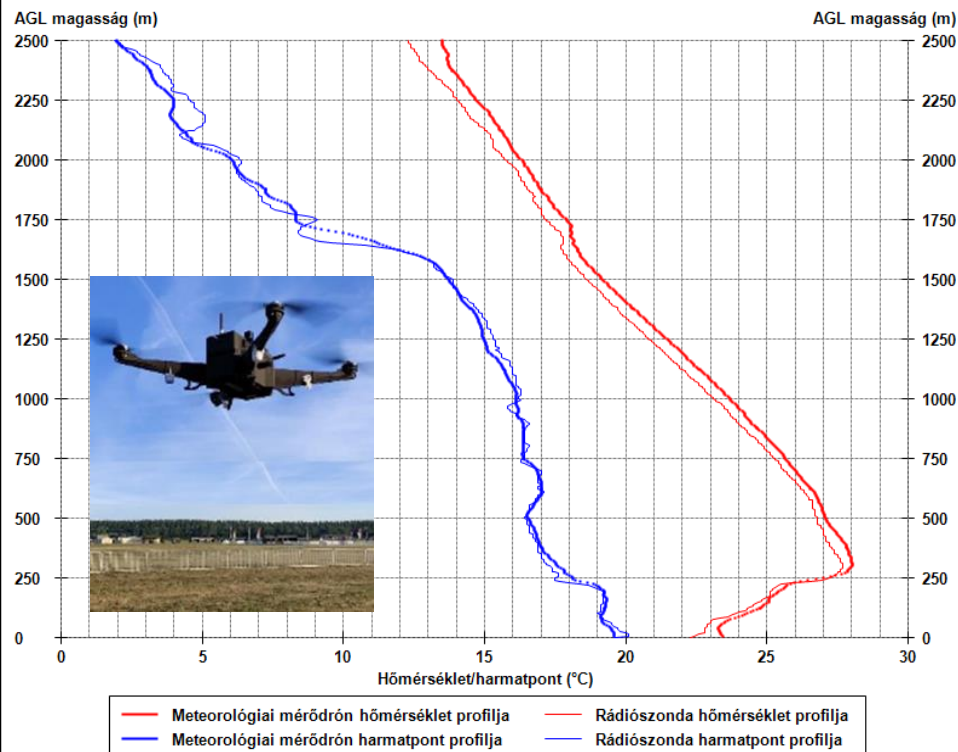 AGL magasság (m) AGL magasság (m)
2500 2500
2250 2250
2000 2000
1750 1750
1500 1500
1250 1250
1000 1000
750 750
500 500
250 250
0 0
0 5 10 15 20 25 30
Hőmérséklet/harmatpont (°C)
Meteorológiai mérődrón hőmérséklet profilja Rádiószonda hőmérséklet profilja
Meteorológiai mérődrón harmatpont profilja Rádiószonda harmatpont profilja